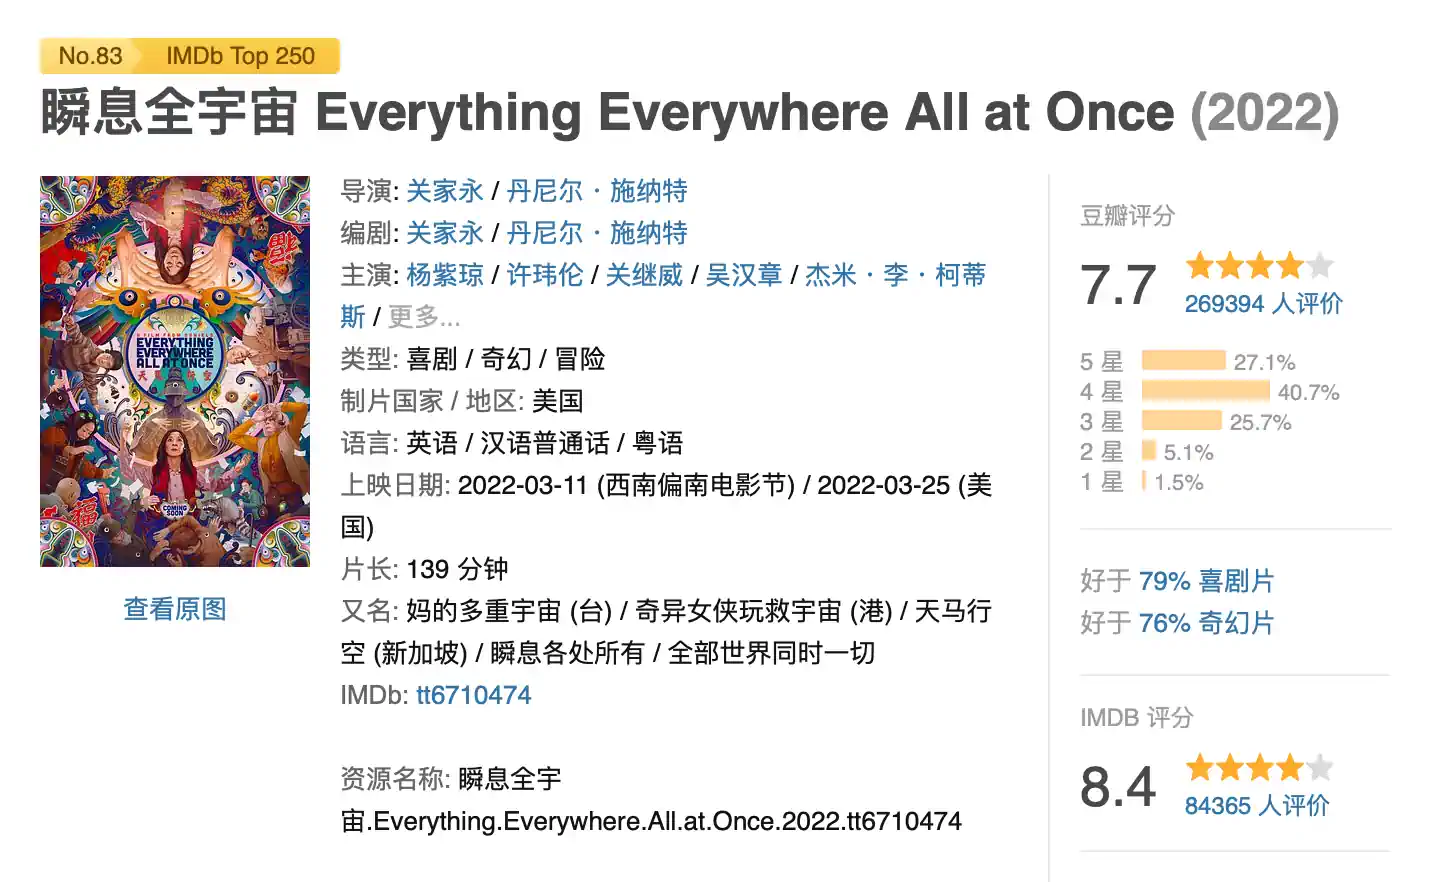 No.83 IMDb Top 250
瞬息全宇宙 Everything Everywhere All at Once (2022)
A FILM FROM DANIELS
EVERYTHING
EVERYWHERE
ALL AT ONCE
COMING
SOON
福
查看原图
导演: 关家永 / 丹尼尔·施纳特
编剧: 关家永 / 丹尼尔·施纳特
主演: 杨紫琼 / 许玮伦 / 关继威 / 吴汉章 / 杰米·李·柯蒂
斯 / 更多...
类型: 喜剧 / 奇幻 / 冒险
制片国家 / 地区: 美国
语言: 英语 / 汉语普通话 / 粤语
上映日期: 2022-03-11 (西南偏南电影节) / 2022-03-25 (美
国)
片长: 139 分钟
又名: 妈的多重宇宙 (台) / 奇异女侠玩救宇宙 (港) / 天马行
空 (新加坡) / 瞬息各处所有 / 全部世界同时一切
IMDb: tt6710474
资源名称: 瞬息全宇
宙.Everything.Everywhere.All.at.Once.2022.tt6710474
豆瓣评分
7.7
269394 人评价
5 星 27.1%
4 星 40.7%
3 星 25.7%
2 星 5.1%
1 星 1.5%
好于 79% 喜剧片
好于 76% 奇幻片
IMDB 评分
8.4
84365 人评价